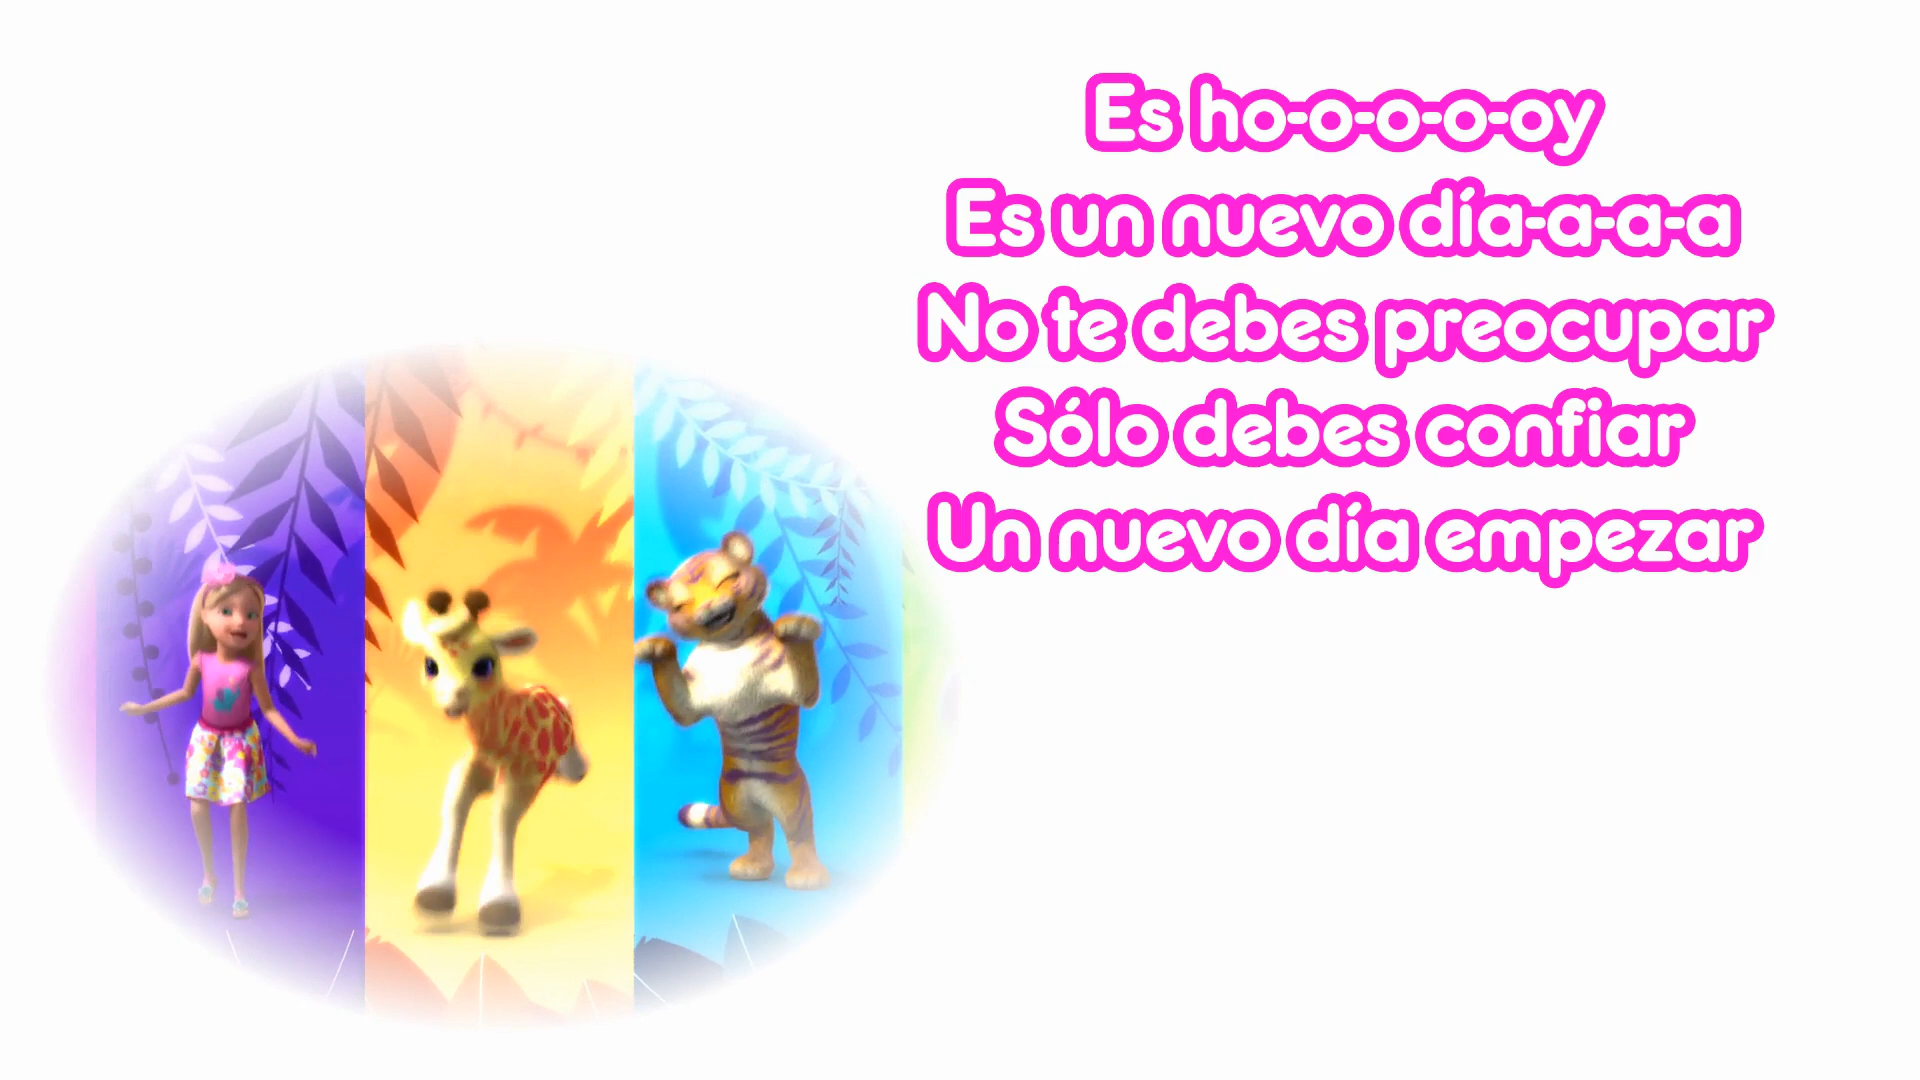 Es ho-o-o-o-oy
Es un nuevo día-a-a-a
No te debes preocupar
Sólo debes confiar
Un nuevo día empezar